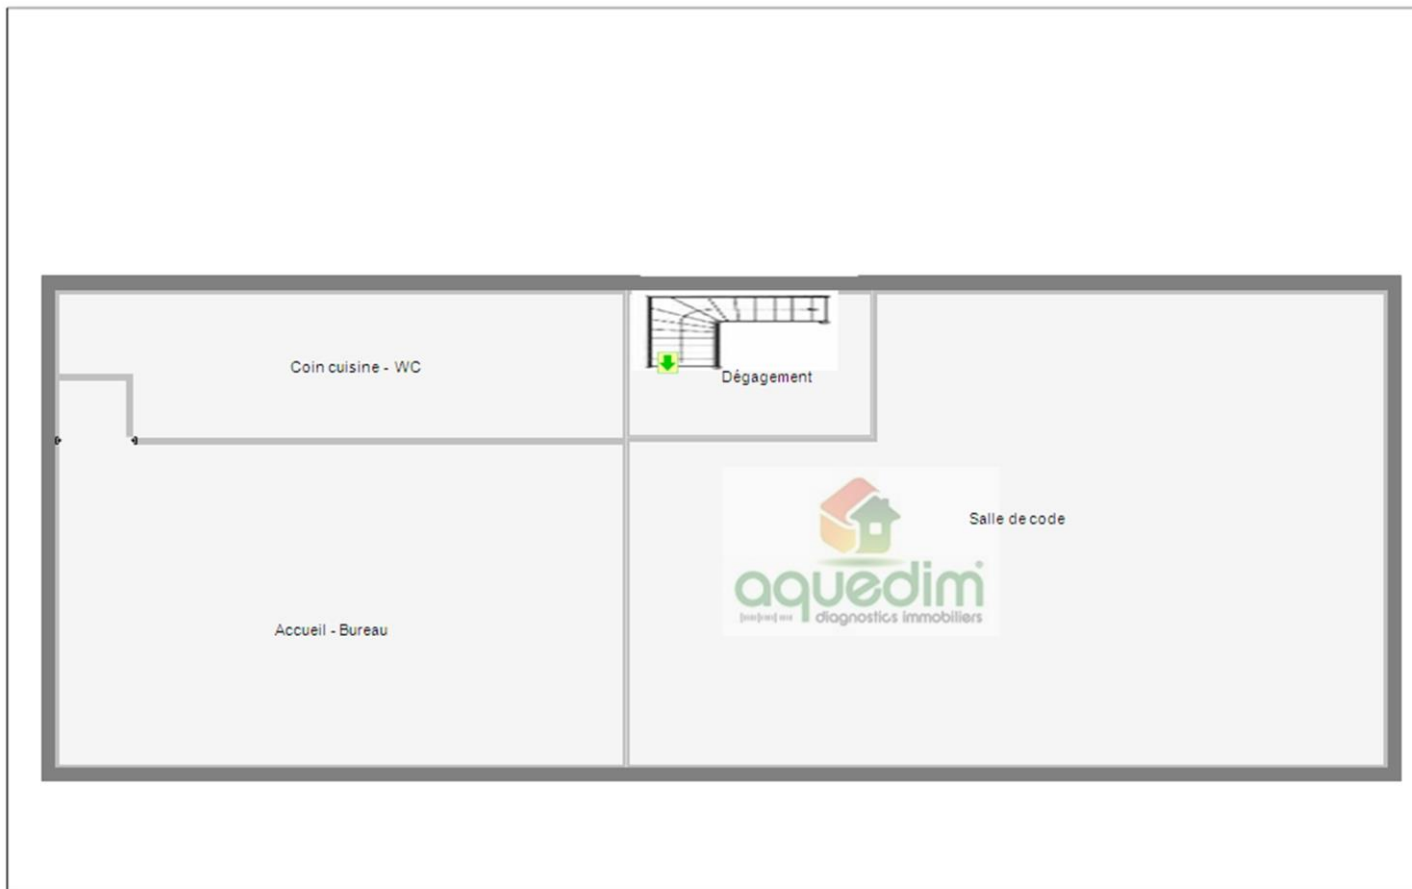 Coin cuisine - WC
Dégagement
Salle de code
aquedim
diagnostics immobiliers
Accueil - Bureau